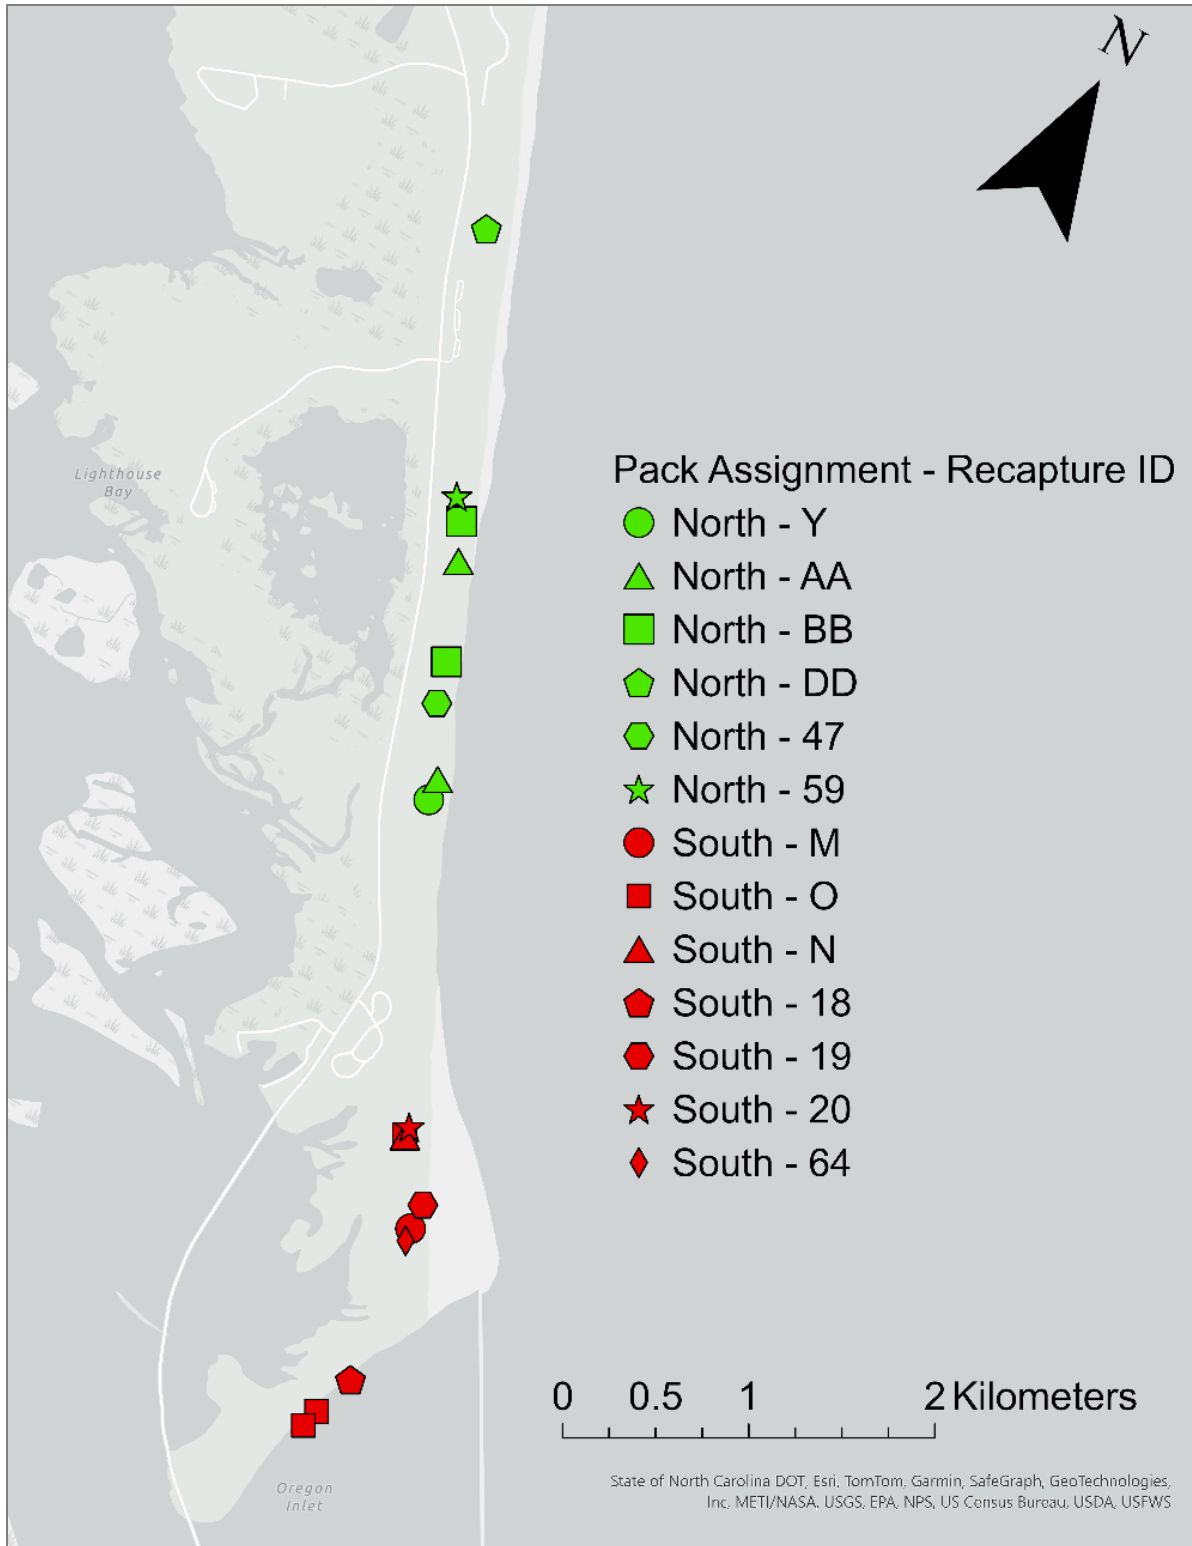 N
Lighthouse
Bay
Pack Assignment - Recapture ID
North - Y
North - AA
North - BB
North - DD
North - 47
North - 59
South - M
South - O
South - N
South - 18
South - 19
South - 20
South - 64
0 0.5 1 2 Kilometers
Oregon
Inlet
State of North Carolina DOT, Esri, TomTom, Garmin, SafeGraph, GeoTechnologies,
Inc, METI/NASA, USGS, EPA, NPS, US Census Bureau, USDA, USFWS